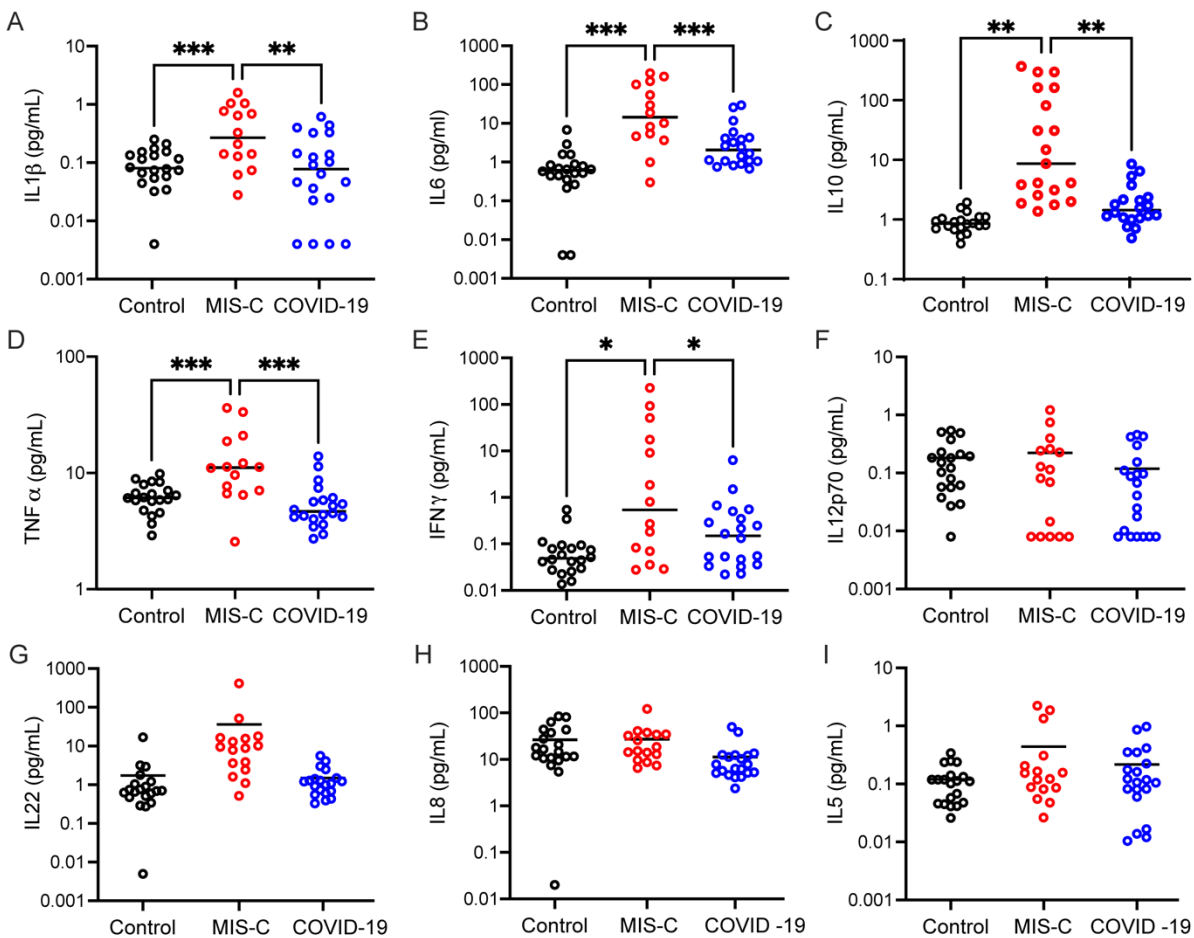 A
IL1β (pg/mL)
10
1
0.1
0.01
0.001
*** **
Control MIS-C COVID-19
B
IL6 (pg/ml)
1000
100
10
1
0.1
0.01
0.001
*** ***
Control MIS-C COVID-19
C
IL10 (pg/mL)
1000
100
10
1
0.1
** **
Control MIS-C COVID-19
D
TNF α (pg/mL)
100
10
1
*** ***
Control MIS-C COVID-19
E
IFN γ (pg/mL)
1000
100
10
1
0.1
0.01
* *
Control MIS-C COVID-19
F
IL12p70 (pg/mL)
10
1
0.1
0.01
0.001
Control MIS-C COVID-19
G
IL22 (pg/mL)
1000
100
10
1
0.1
0.01
0.001
Control MIS-C COVID-19
H
IL8 (pg/mL)
1000
100
10
1
0.1
0.01
Control MIS-C COVID -19
I
IL5 (pg/mL)
10
1
0.1
0.01
0.001
Control MIS-C COVID-19